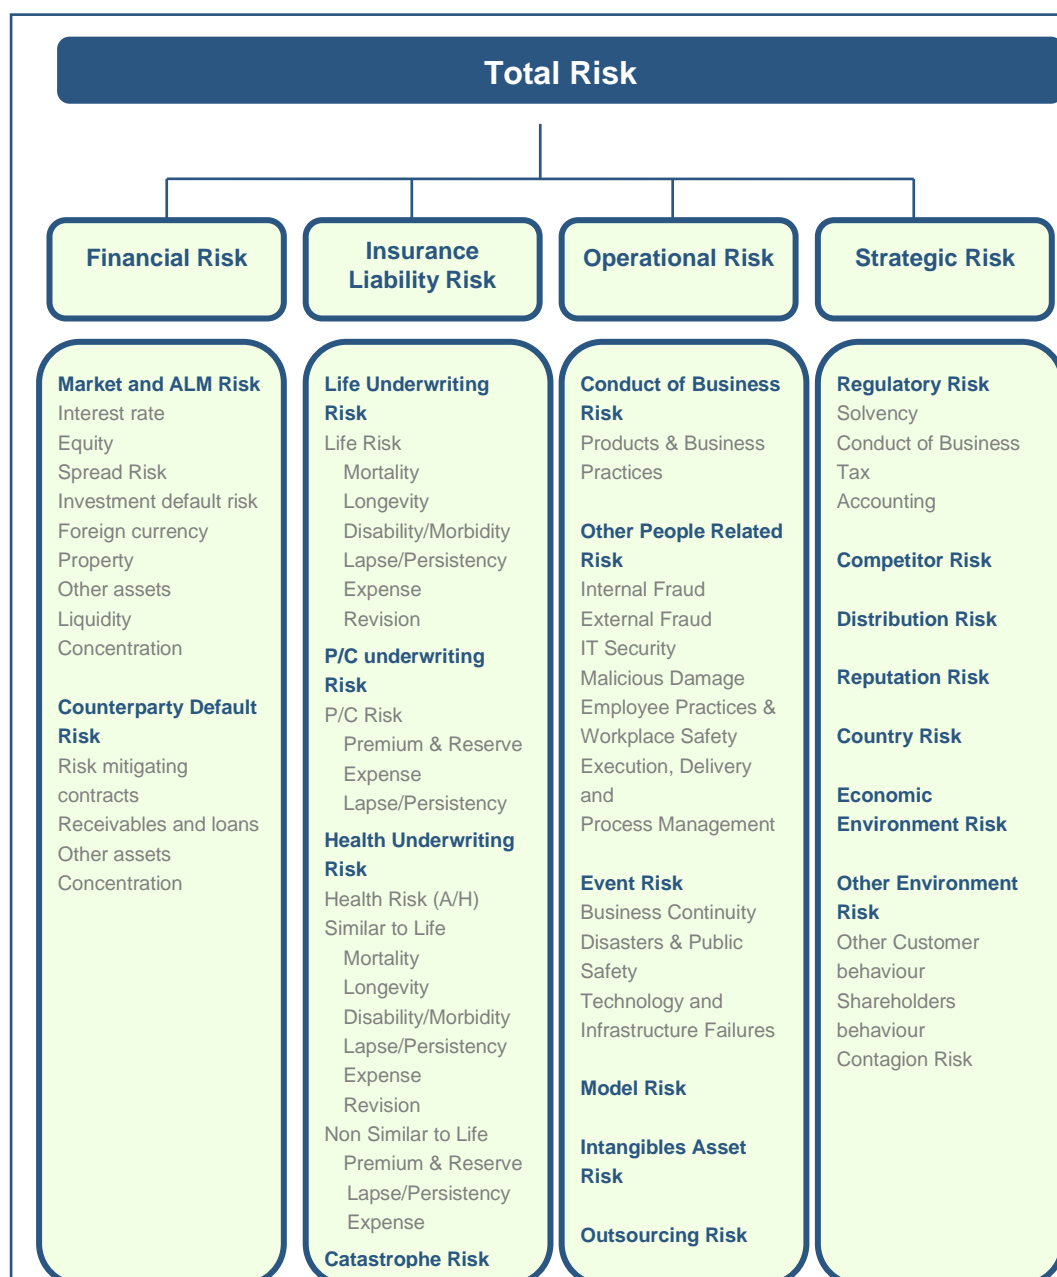 Total Risk
Financial Risk
Insurance
Liability Risk
Operational Risk
Strategic Risk
Market and ALM Risk
Interest rate
Equity
Spread Risk
Investment default risk
Foreign currency
Property
Other assets
Liquidity
Concentration
Counterparty Default
Risk
Risk mitigating
contracts
Receivables and loans
Other assets
Concentration
Life Underwriting
Risk
Life Risk
Mortality
Longevity
Disability/Morbidity
Lapse/Persistency
Expense
Revision
P/C underwriting
Risk
P/C Risk
Premium & Reserve
Expense
Lapse/Persistency
Health Underwriting
Risk
Health Risk (A/H)
Similar to Life
Mortality
Longevity
Disability/Morbidity
Lapse/Persistency
Expense
Revision
Non Similar to Life
Premium & Reserve
Lapse/Persistency
Expense
Catastrophe Risk
Conduct of Business
Risk
Products & Business
Practices
Other People Related
Risk
Internal Fraud
External Fraud
IT Security
Malicious Damage
Employee Practices &
Workplace Safety
Execution, Delivery
and
Process Management
Event Risk
Business Continuity
Disasters & Public
Safety
Technology and
Infrastructure Failures
Model Risk
Intangibles Asset
Risk
Outsourcing Risk
Regulatory Risk
Solvency
Conduct of Business
Tax
Accounting
Competitor Risk
Distribution Risk
Reputation Risk
Country Risk
Economic
Environment Risk
Other Environment
Risk
Other Customer
behaviour
Shareholders
behaviour
Contagion Risk